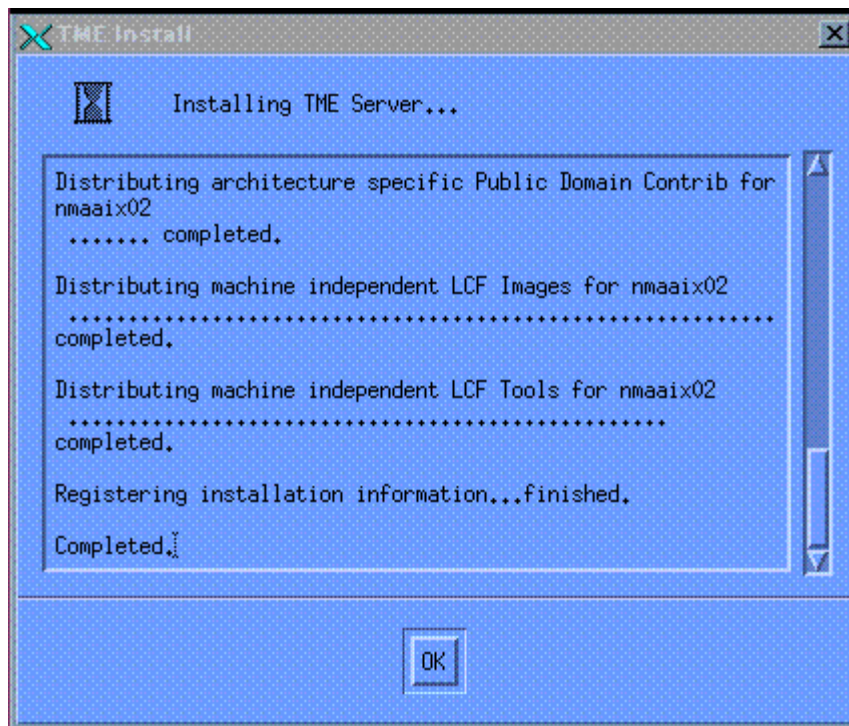 TME Install
Installing TME Server...
Distributing architecture specific Public Domain Contrib for
nmaaix02
....... completed.
Distributing machine independent LCF Images for nmaaix02
............................................................
completed.
Distributing machine independent LCF Tools for nmaaix02
...................................................
completed.
Registering installation information...finished.
Completed.
OK